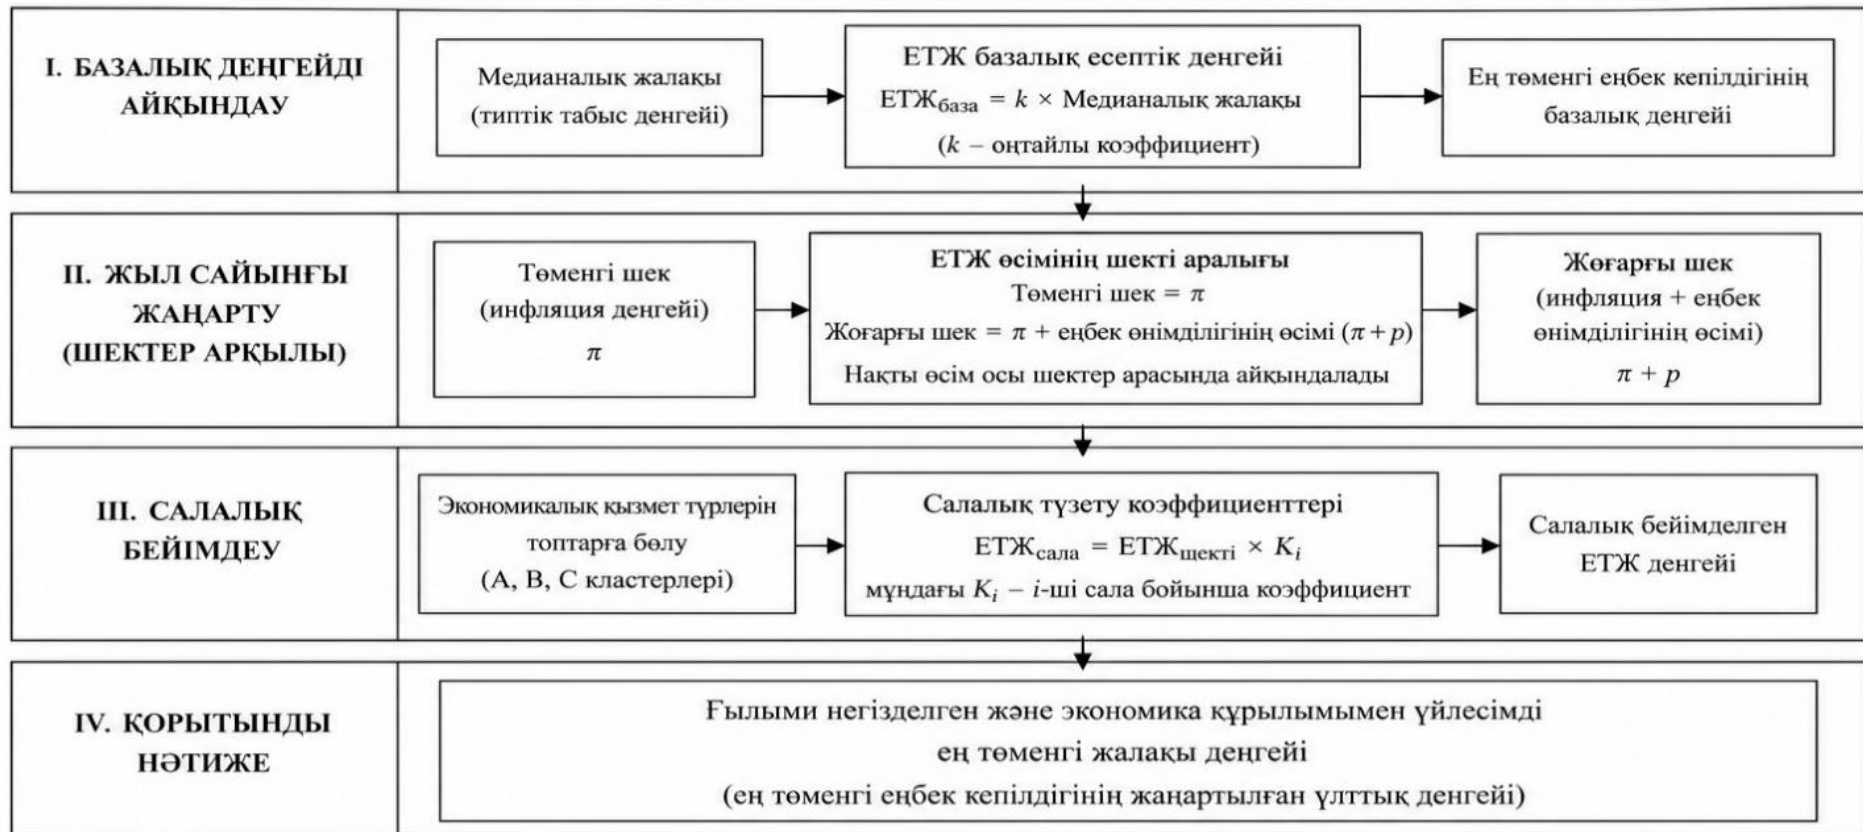 I. БАЗАЛЫҚ ДЕҢГЕЙДІ
АЙҚЫНДАУ
Медианалық жалақы
(типтік табыс деңгейі)
ЕТЖ базалық есептік деңгейі
ЕТЖбаза = k × Медианалық жалақы
(k – оңтайлы коэффициент)
Ең төменгі еңбек кепілдігінің
базалық деңгейі
II. ЖЫЛ САЙЫНҒЫ
ЖАҢАРТУ
(ШЕКТЕР АРҚЫЛЫ)
Төменгі шек
(инфляция деңгейі)
π
ЕТЖ өсімінің шекті аралығы
Төменгі шек = π
Жоғарғы шек = π + еңбек өнімділігінің өсімі (π + p)
Нақты өсім осы шектер арасында айқындалады
Жөғарғы шек
(инфляция + еңбек
өнімділігінің өсімі)
π + p
III. САЛАЛЫҚ
БЕЙІМДЕУ
Экономикалық қызмет түрлерін
топтарға бөлу
(А, В, С кластерлері)
Салалық түзету коэффициенттері
ЕТЖсала = ЕТЖшекті × Ki
мұндағы Ki – i-ші сала бойынша коэффициент
Салалық бейімделген
ЕТЖ деңгейі
IV. ҚОРЫТЫНДЫ
НӘТИЖЕ
Ғылыми негізделген және экономика құрылымымен үйлесімді
ең төменгі жалақы деңгейі
(ең төменгі еңбек кепілдігінің жаңартылған ұлттық деңгейі)